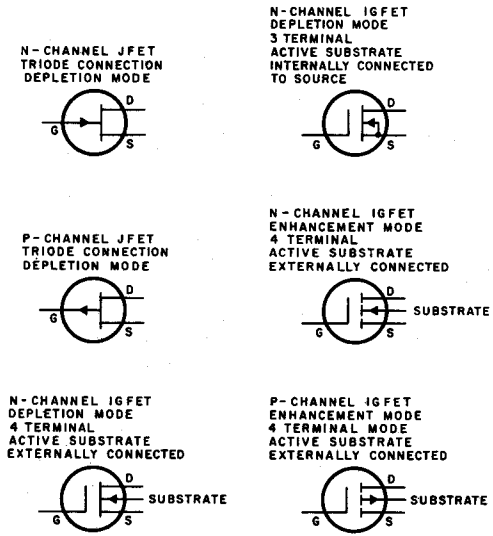 N-CHANNEL JFET
TRIODE CONNECTION
DEPLETION MODE
D
G
S
N-CHANNEL IGFET
DEPLETION MODE
3 TERMINAL
ACTIVE SUBSTRATE
INTERNALLY CONNECTED
TO SOURCE
D
G
S
P-CHANNEL JFET
TRIODE CONNECTION
DEPLETION MODE
D
G
S
N-CHANNEL IGFET
ENHANCEMENT MODE
4 TERMINAL
ACTIVE SUBSTRATE
EXTERNALLY CONNECTED
D
SUBSTRATE
G
S
N-CHANNEL IGFET
DEPLETION MODE
4 TERMINAL
ACTIVE SUBSTRATE
EXTERNALLY CONNECTED
D
SUBSTRATE
G
S
P-CHANNEL IGFET
ENHANCEMENT MODE
4 TERMINAL MODE
ACTIVE SUBSTRATE
EXTERNALLY CONNECTED
D
SUBSTRATE
G
S